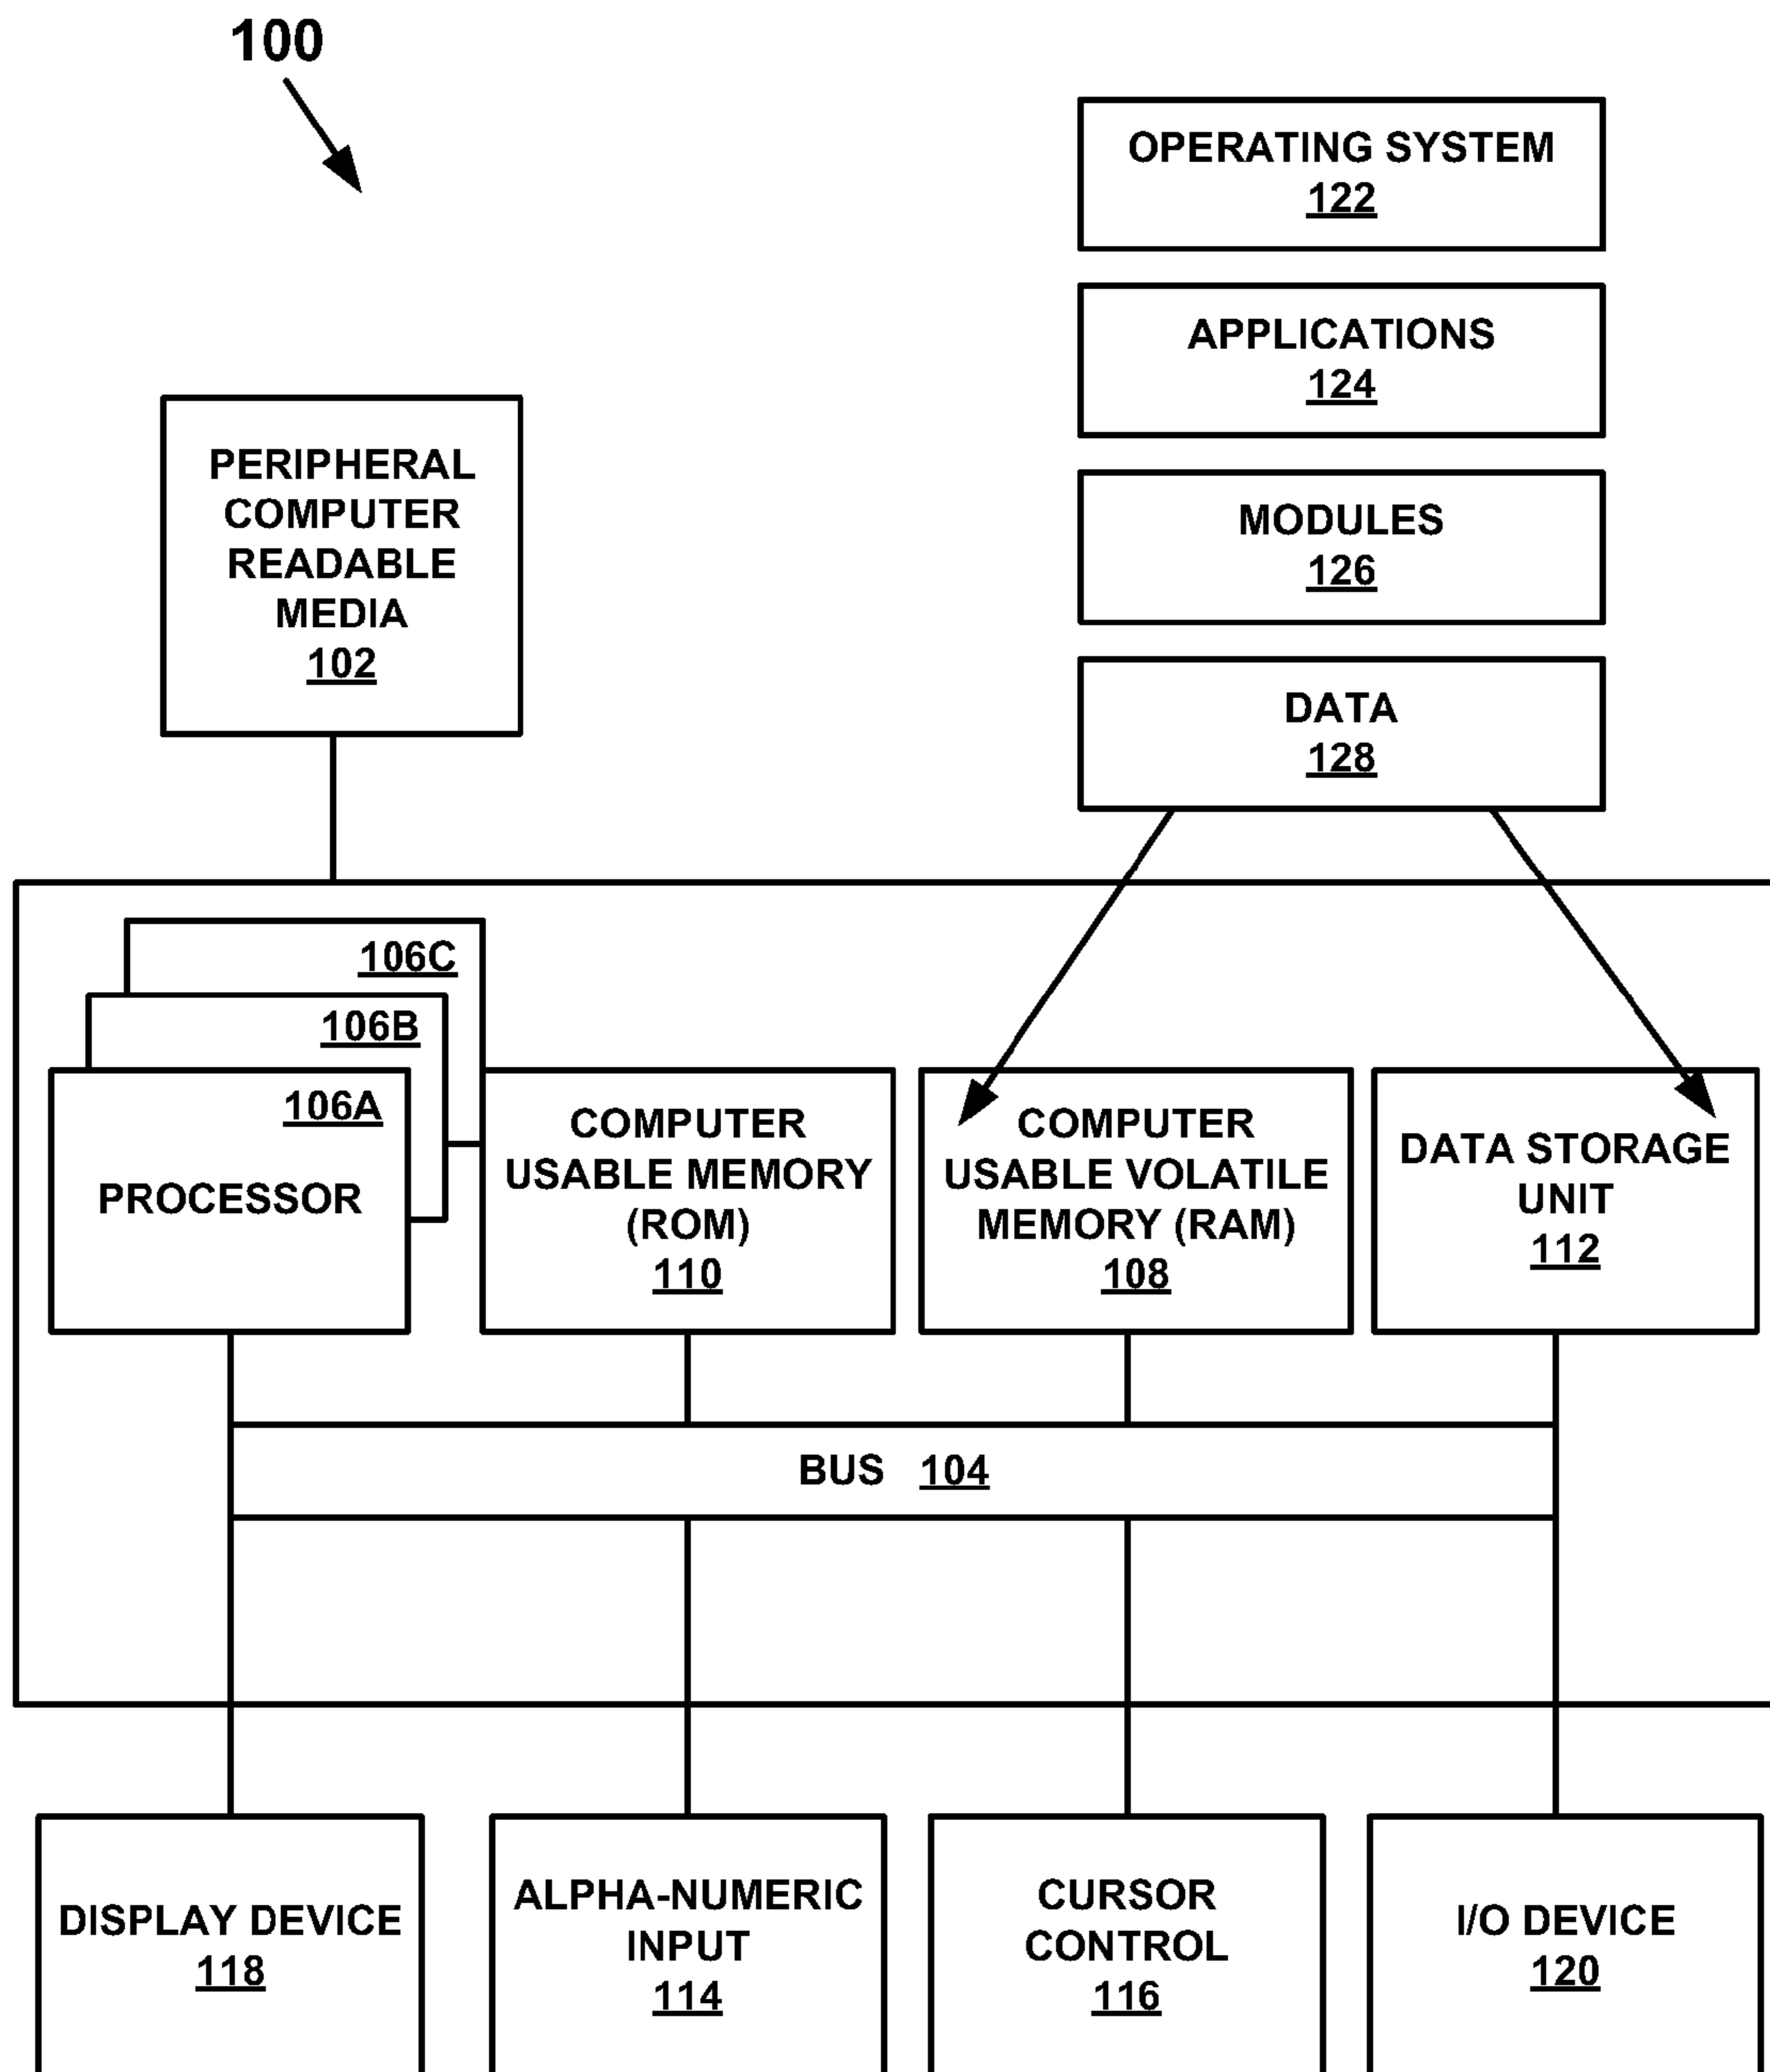 100
OPERATING SYSTEM
122
APPLICATIONS
124
PERIPHERAL
COMPUTER
READABLE
MEDIA
102
MODULES
126
DATA
128
106C
106B
106A
PROCESSOR
COMPUTER
USABLE MEMORY
(ROM)
110
COMPUTER
USABLE VOLATILE
MEMORY (RAM)
108
DATA STORAGE
UNIT
112
BUS 104
DISPLAY DEVICE
118
ALPHA-NUMERIC
INPUT
114
CURSOR
CONTROL
116
I/O DEVICE
120